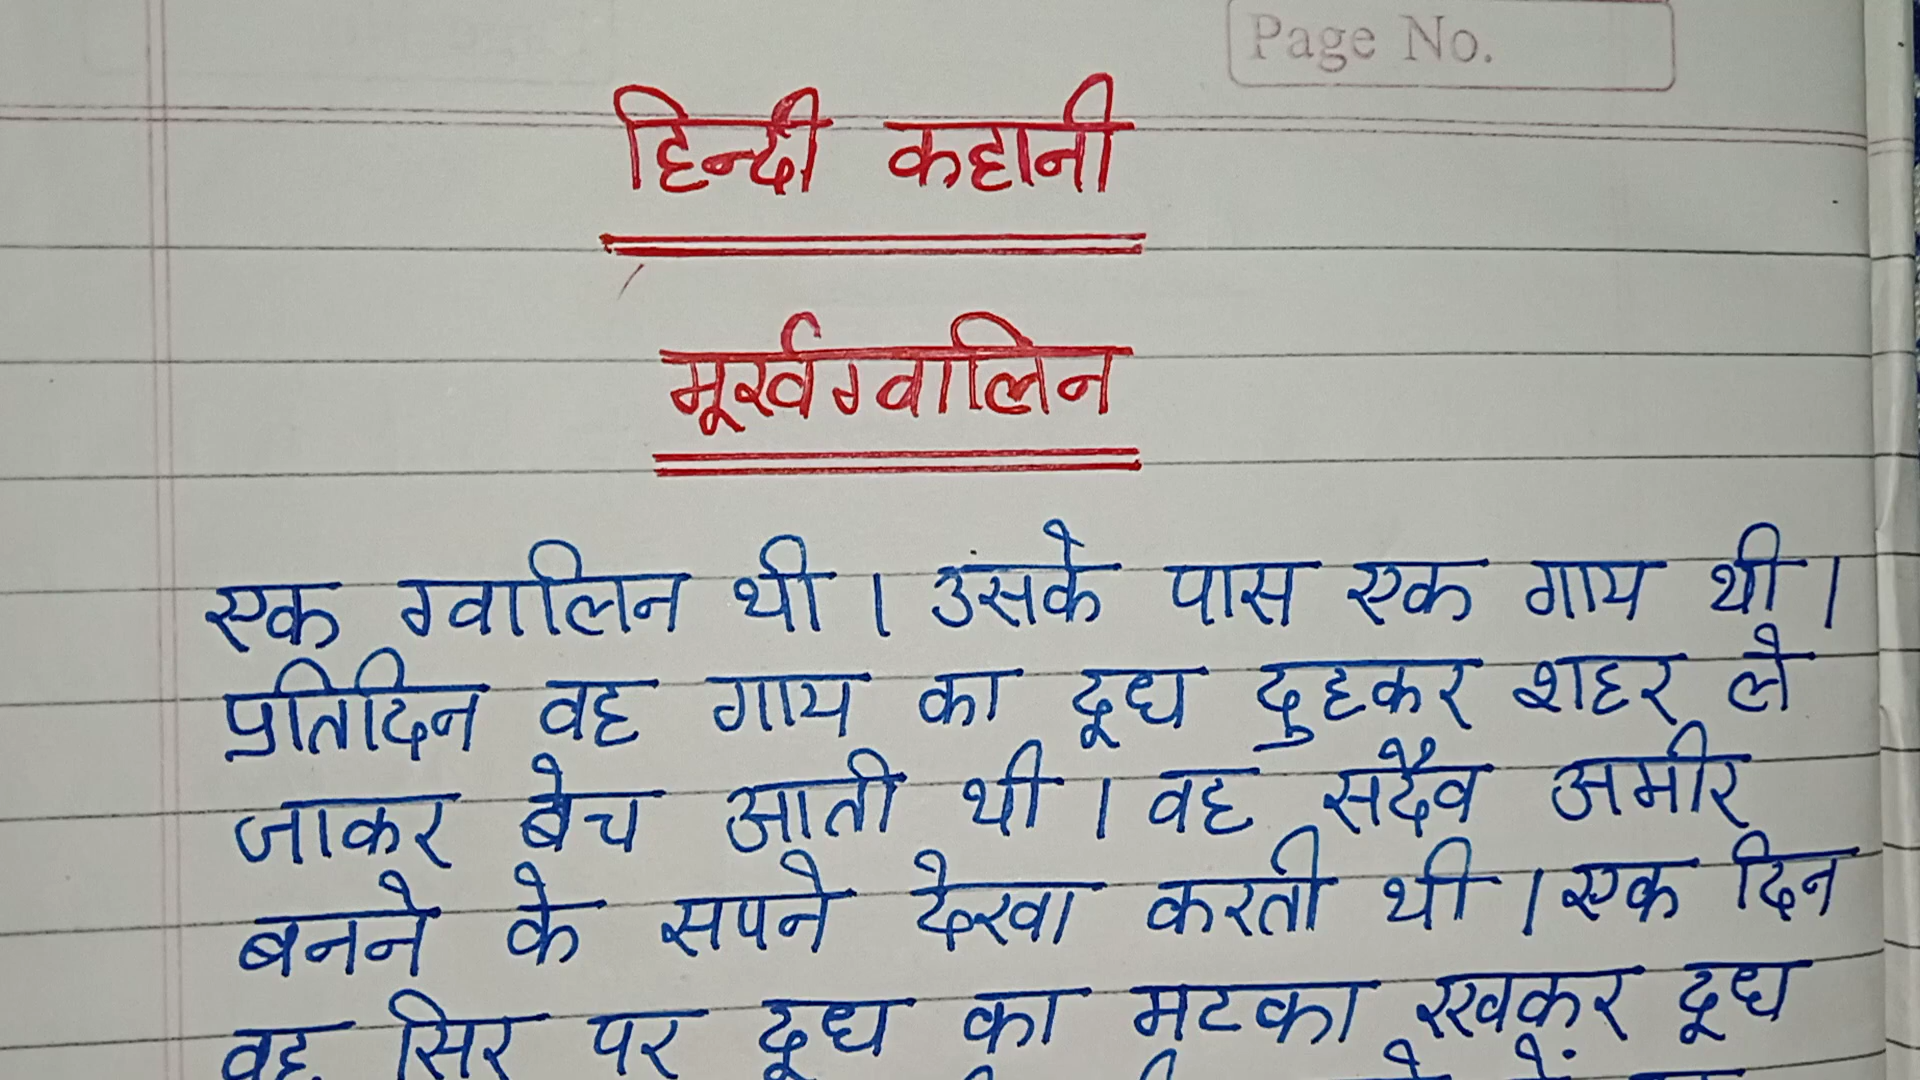 Page No.
हिन्दी कहानी
मूर्खग्वालिन
एक ग्वालिन थी। उसके पास एक गाय थी।
प्रतिदिन वह गाय का दूध दुहकर शहर ले
जाकर बेच आती थी। वह सदैव अमीर
बनने के सपने देखा करती थी। एक दिन
वह सिर पर दूध का मटका रखकर दूध